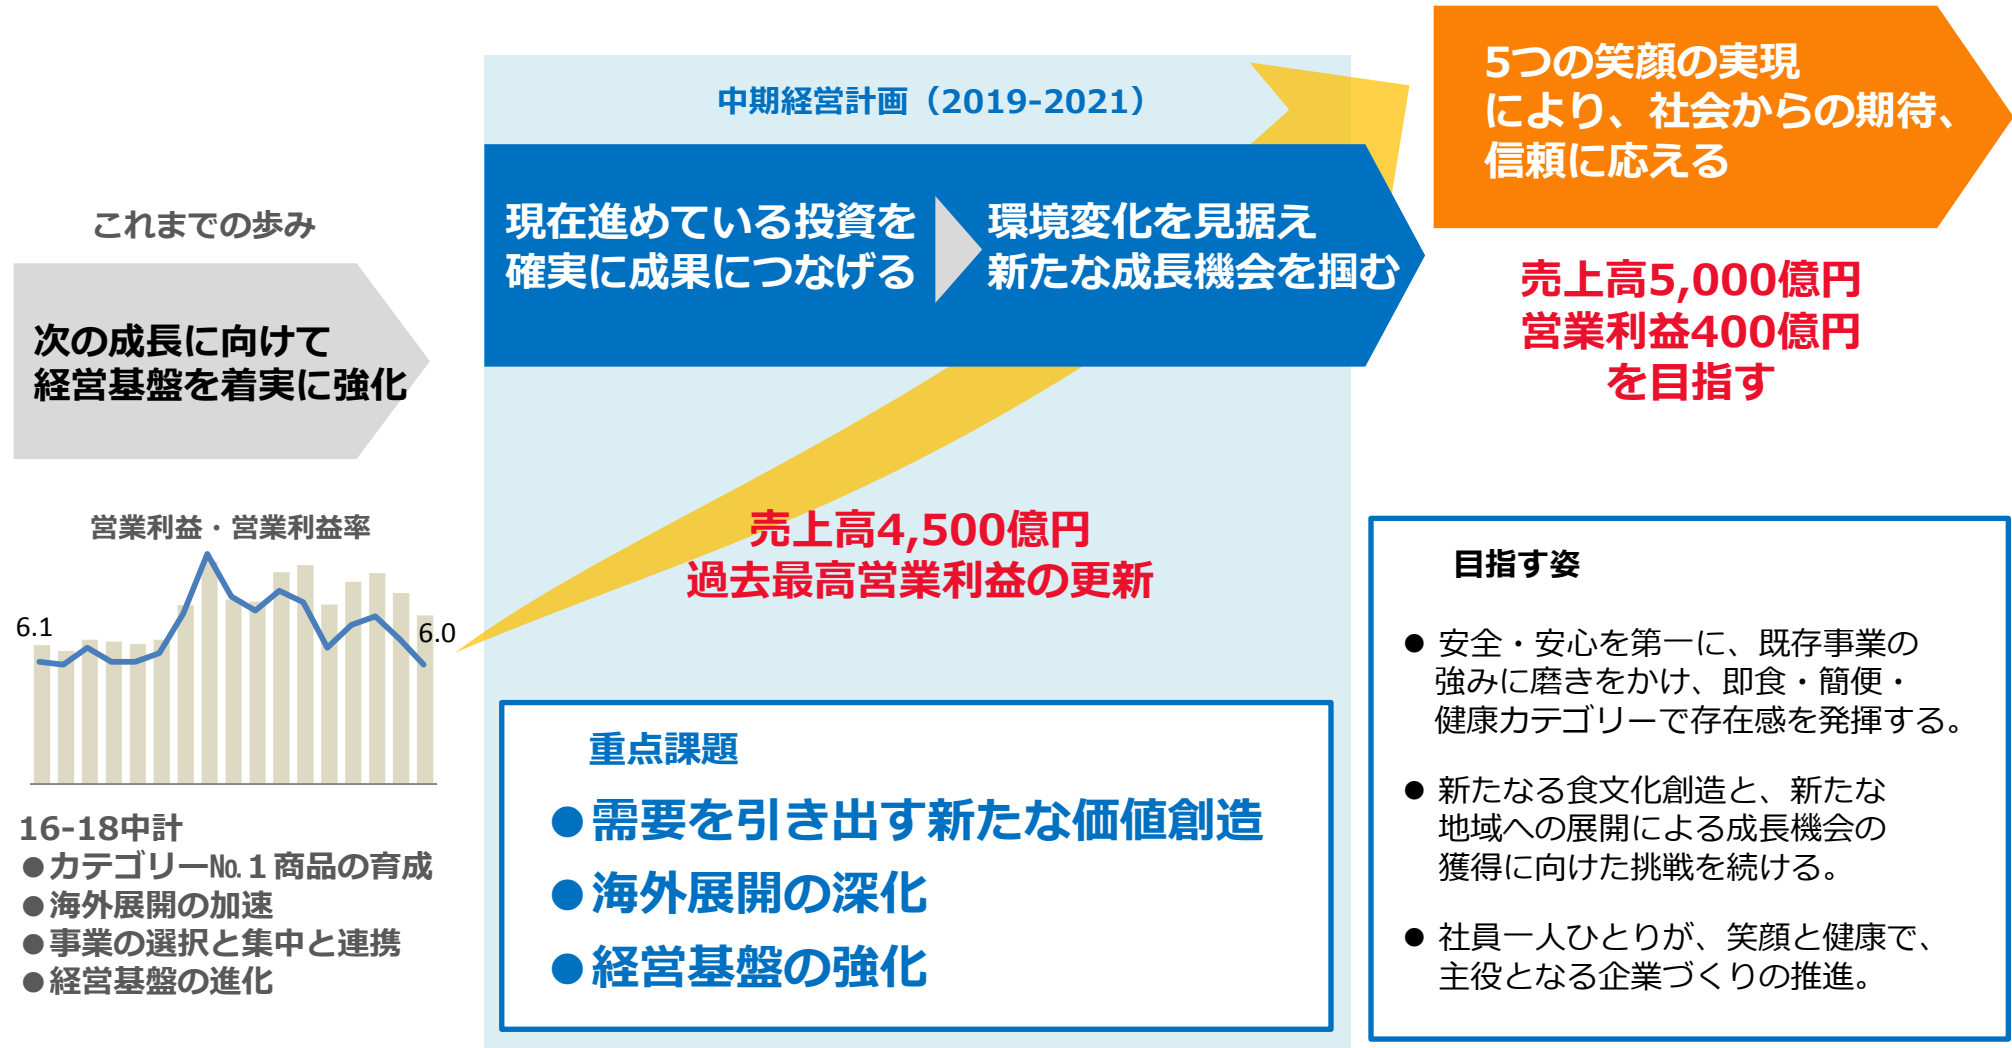 これまでの歩み
次の成長に向けて
経営基盤を着実に強化
営業利益・営業利益率
6.1
6.0
16-18中計
●カテゴリー№１商品の育成
●海外展開の加速
●事業の選択と集中と連携
●経営基盤の進化
中期経営計画（2019-2021）
現在進めている投資を
確実に成果につなげる
環境変化を見据え
新たな成長機会を掴む
売上高4,500億円
過去最高営業利益の更新
重点課題
●需要を引き出す新たな価値創造
●海外展開の深化
●経営基盤の強化
5つの笑顔の実現
により、社会からの期待、
信頼に応える
売上高5,000億円
営業利益400億円
を目指す
目指す姿
● 安全・安心を第一に、既存事業の
強みに磨きをかけ、即食・簡便・
健康カテゴリーで存在感を発揮する。
● 新たなる食文化創造と、新たな
地域への展開による成長機会の
獲得に向けた挑戦を続ける。
● 社員一人ひとりが、笑顔と健康で、
主役となる企業づくりの推進。